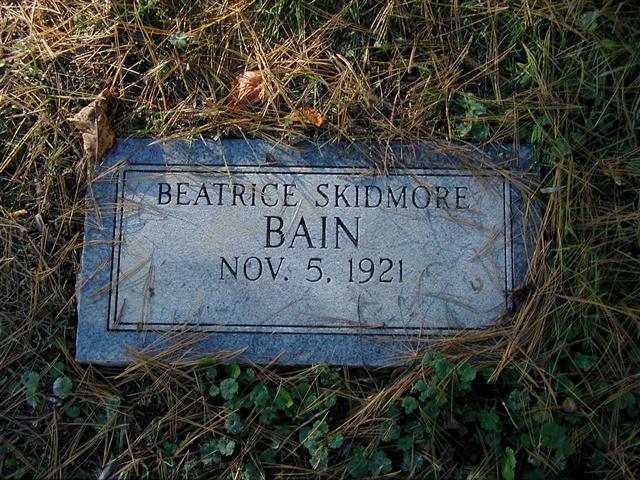 BEATRICE SKIDMORE
BAIN
NOV. 5, 1921